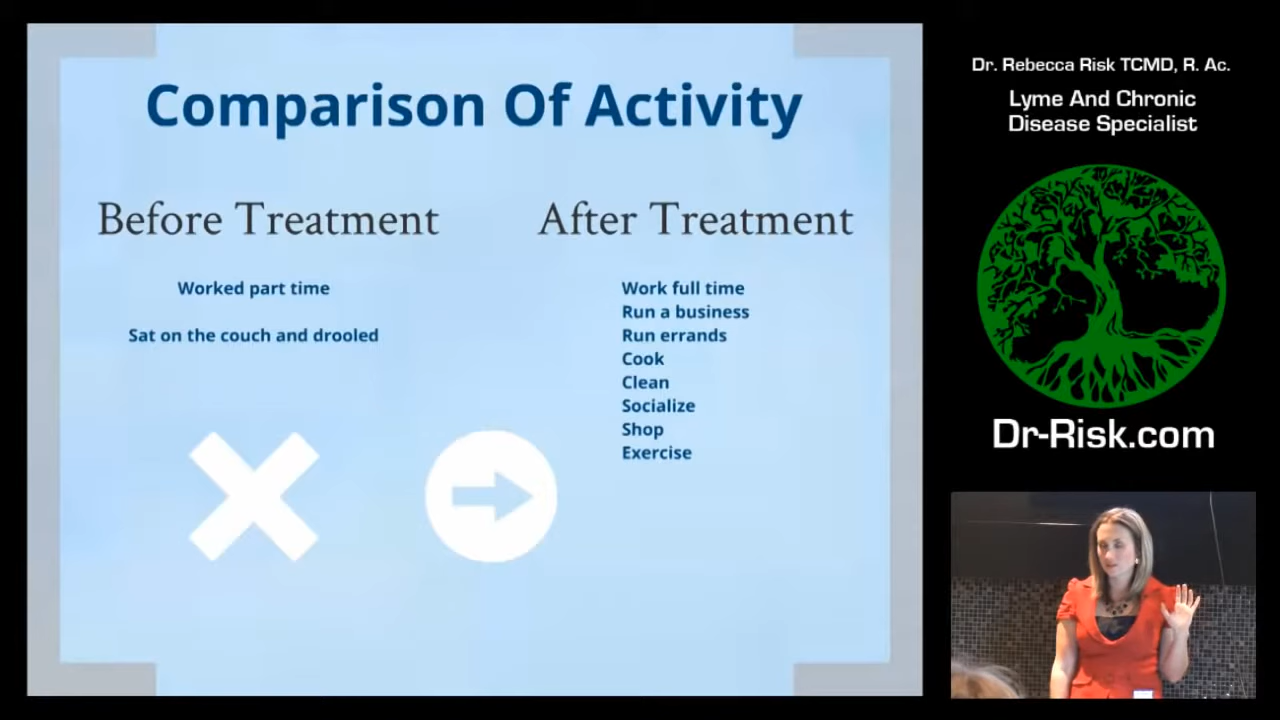 Comparison Of Activity
Before Treatment
Worked part time
Sat on the couch and drooled
After Treatment
Work full time
Run a business
Run errands
Cook
Clean
Socialize
Shop
Exercise
Dr. Rebecca Risk TCMD, R. Ac.
Lyme And Chronic
Disease Specialist
Dr-Risk.com